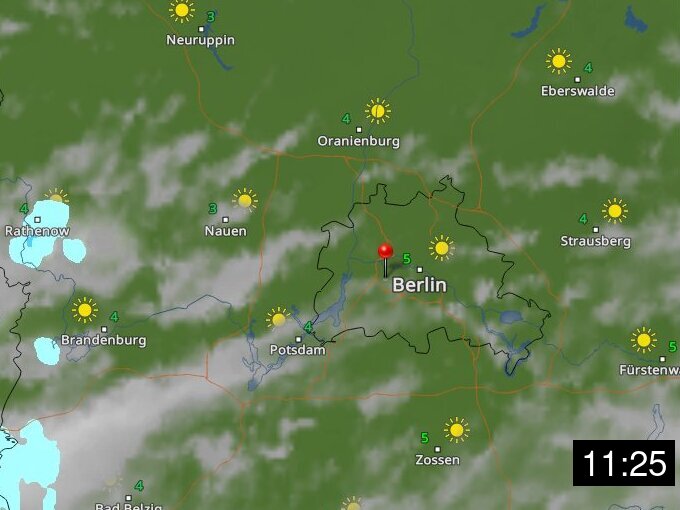 3
Neuruppin
4
Eberswalde
4
Oranienburg
4
Rathenow
3
Nauen
4
Strausberg
5
Berlin
4
Brandenburg
4
Potsdam
5
Fürstenwa
5
Zossen
11:25
4
Bad Belzig